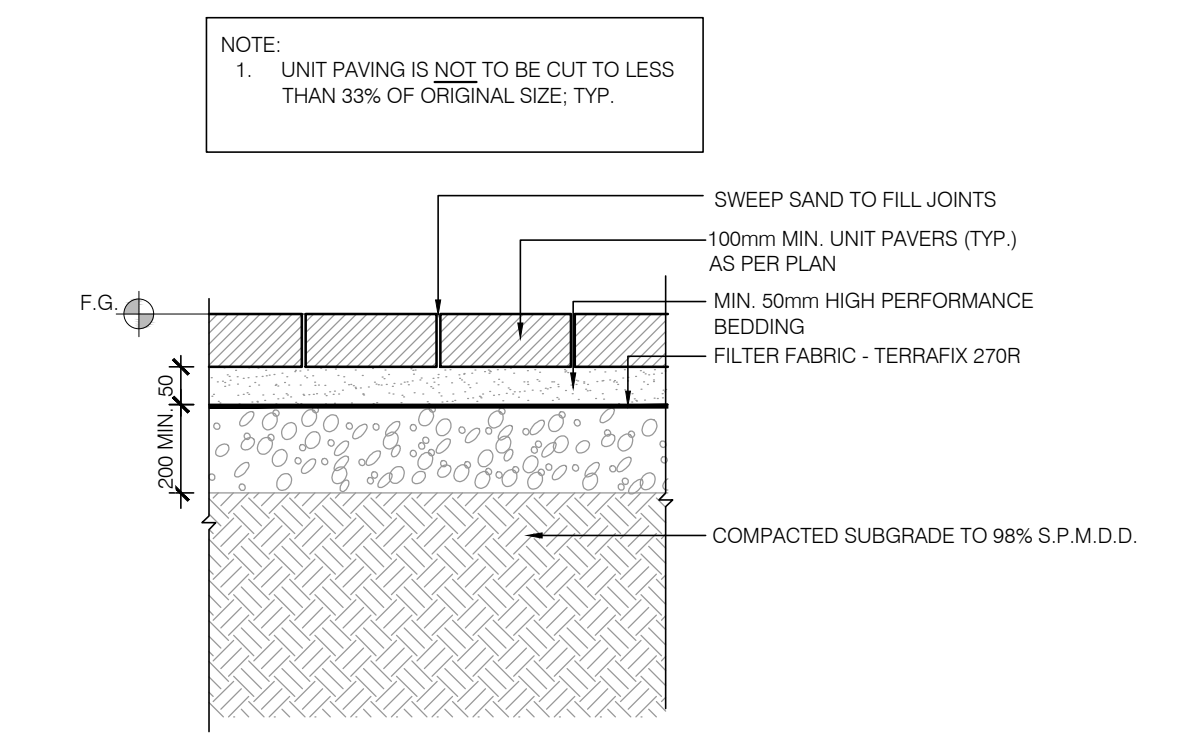 NOTE:
1. UNIT PAVING IS NOT TO BE CUT TO LESS
THAN 33% OF ORIGINAL SIZE; TYP.
SWEEP SAND TO FILL JOINTS
100mm MIN. UNIT PAVERS (TYP.)
AS PER PLAN
F.G.
MIN. 50mm HIGH PERFORMANCE
BEDDING
FILTER FABRIC - TERRAFIX 270R
50
200 MIN.
COMPACTED SUBGRADE TO 98% S.P.M.D.D.